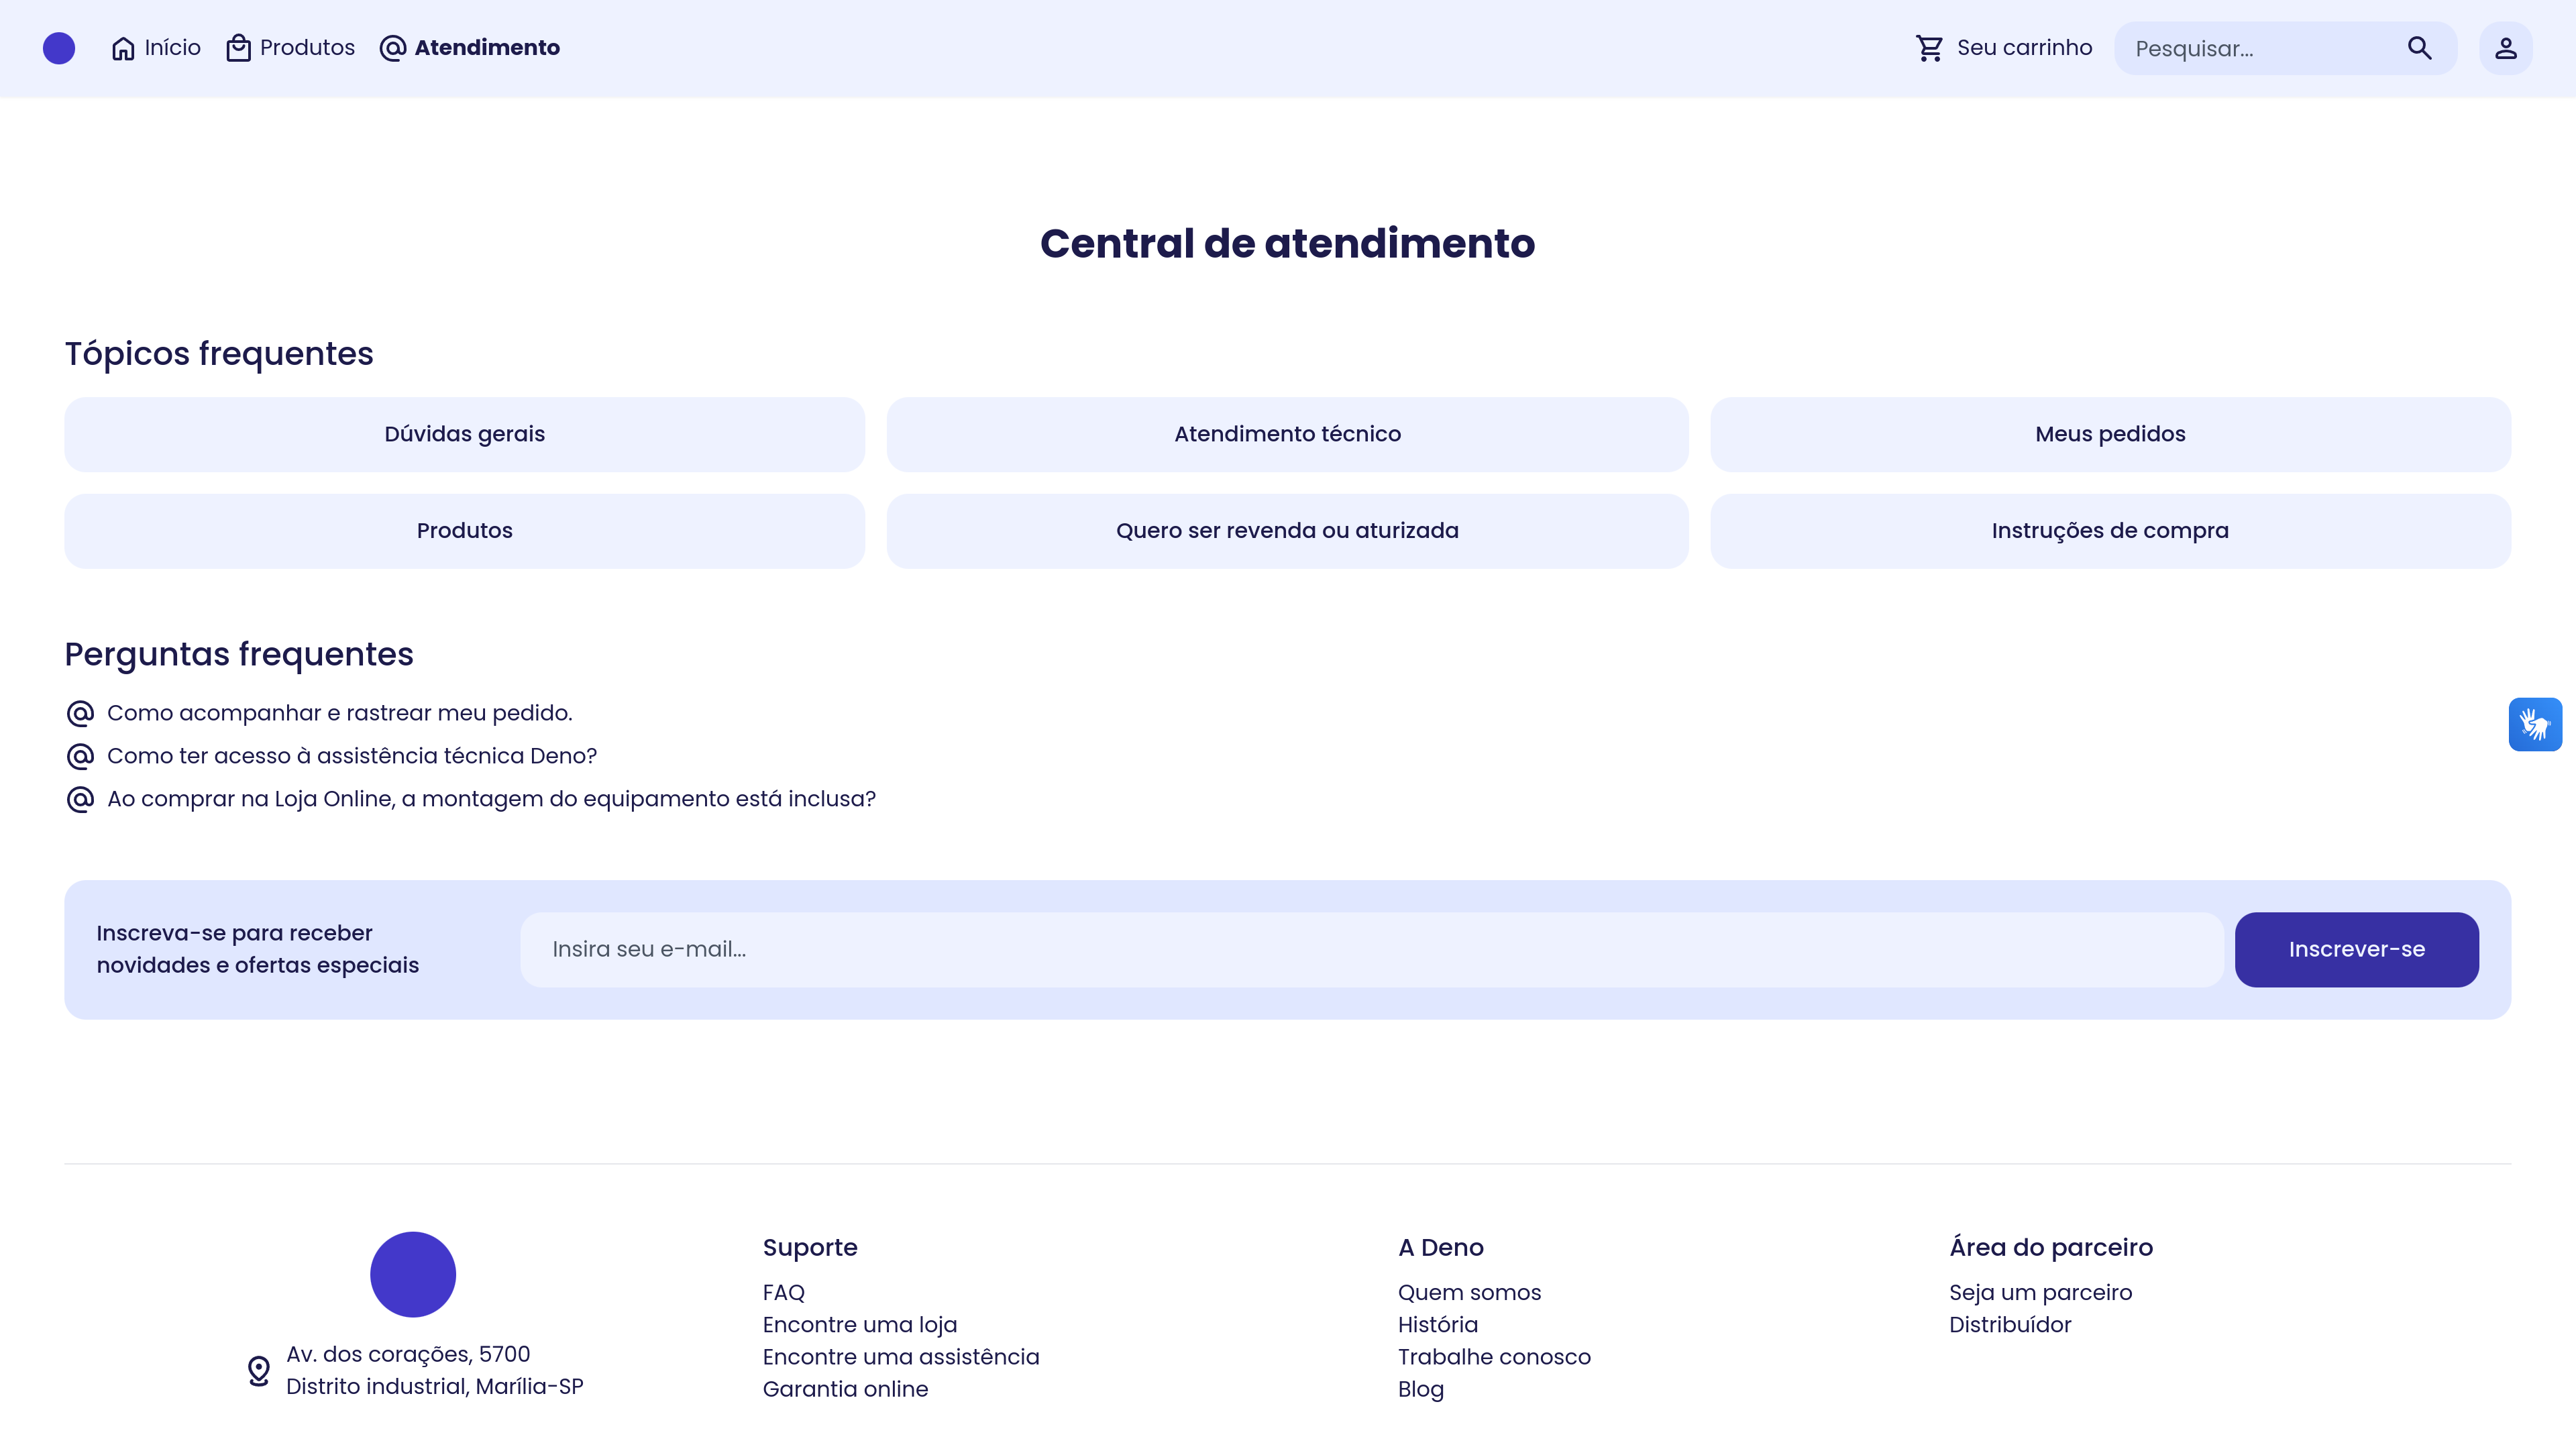 Início
Produtos
Atendimento
Seu carrinho
Pesquisar...
Central de atendimento
Tópicos frequentes
Dúvidas gerais
Atendimento técnico
Meus pedidos
Produtos
Quero ser revenda ou aturizada
Instruções de compra
Perguntas frequentes
Como acompanhar e rastrear meu pedido.
Como ter acesso à assistência técnica Deno?
Ao comprar na Loja Online, a montagem do equipamento está inclusa?
Inscreva-se para receber
novidades e ofertas especiais
Insira seu e-mail...
Inscrever-se
Av. dos corações, 5700
Distrito industrial, Marília-SP
Suporte
FAQ
Encontre uma loja
Encontre uma assistência
Garantia online
A Deno
Quem somos
História
Trabalhe conosco
Blog
Área do parceiro
Seja um parceiro
Distribuídor